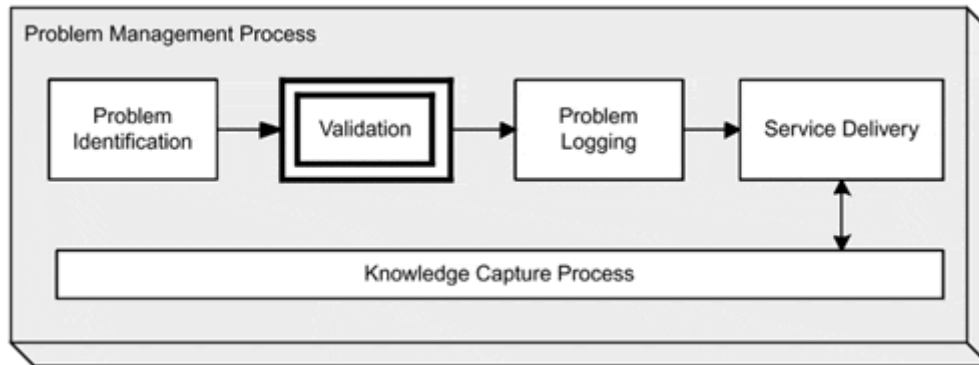 Problem Management Process
Problem
Identification
Validation
Problem
Logging
Service Delivery
Knowledge Capture Process